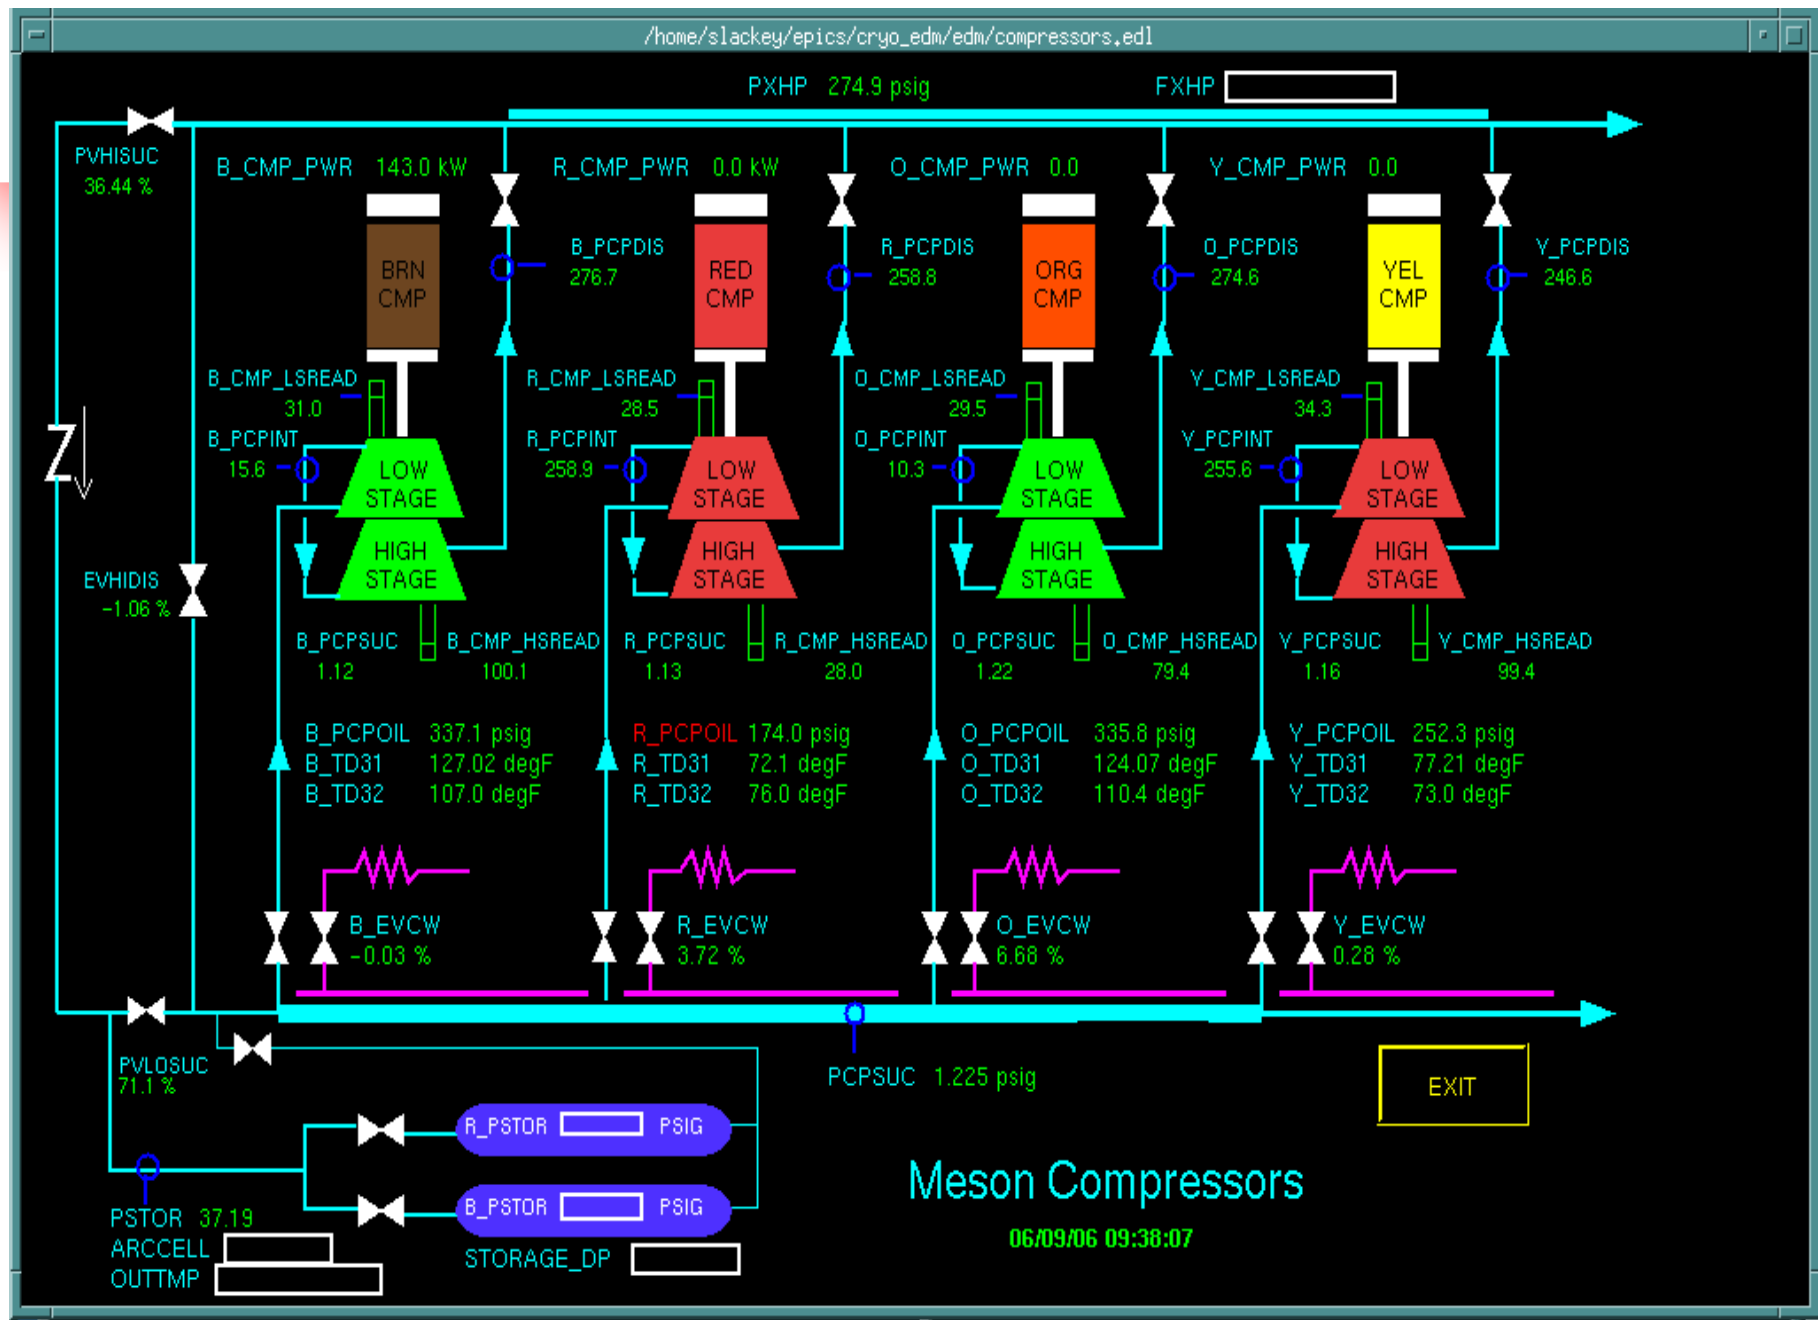 /home/slackey/epics/cryo_edm/edm/compressors.edl
PXHP 274.9 psig FXHP
PVHISUC
36.44 %
B_CMP_PWR 143.0 kW R_CMP_PWR 0.0 kW O_CMP_PWR 0.0 Y_CMP_PWR 0.0
BRN
CMP
B_PCPDIS
276.7
RED
CMP
R_PCPDIS
258.8
ORG
CMP
O_PCPDIS
274.6
YEL
CMP
Y_PCPDIS
246.6
B_CMP_LSREAD
31.0
R_CMP_LSREAD
28.5
O_CMP_LSREAD
29.5
Y_CMP_LSREAD
34.3
B_PCPINT
15.6
R_PCPINT
258.9
O_PCPINT
10.3
Y_PCPINT
255.6
LOW
STAGE
LOW
STAGE
LOW
STAGE
LOW
STAGE
HIGH
STAGE
HIGH
STAGE
HIGH
STAGE
HIGH
STAGE
EVHIDIS
-1.06 %
B_PCPSUC
1.12
B_CMP_HSREAD
100.1
R_PCPSUC
1.13
R_CMP_HSREAD
28.0
O_PCPSUC
1.22
O_CMP_HSREAD
79.4
Y_PCPSUC
1.16
Y_CMP_HSREAD
99.4
B_PCPOIL 337.1 psig
B_TD31 127.02 degF
B_TD32 107.0 degF
R_PCPOIL 174.0 psig
R_TD31 72.1 degF
R_TD32 76.0 degF
O_PCPOIL 335.8 psig
O_TD31 124.07 degF
O_TD32 110.4 degF
Y_PCPOIL 252.3 psig
Y_TD31 77.21 degF
Y_TD32 73.0 degF
B_EVCW
-0.03 %
R_EVCW
3.72 %
O_EVCW
6.68 %
Y_EVCW
0.28 %
PVLOSUC
71.1 %
PCPSUC 1.225 psig
EXIT
R_PSTOR PSIG
B_PSTOR PSIG
Meson Compressors
06/09/06 09:38:07
PSTOR 37.19
ARCCELL
OUTTMP
STORAGE_DP